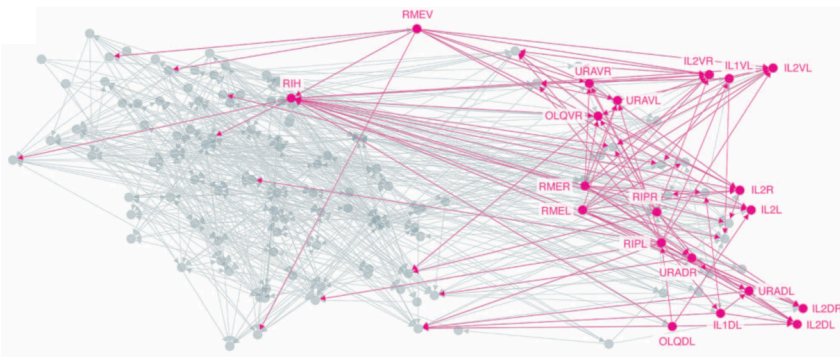 RMEV
IL2VR
IL1VL
IL2VL
URAVR
RIH
URAVL
OLQVR
RMER
IL2R
RIPR
RMEL
IL2L
RIPL
URADR
URADL
IL2DR
IL1DL
IL2DL
OLQDL